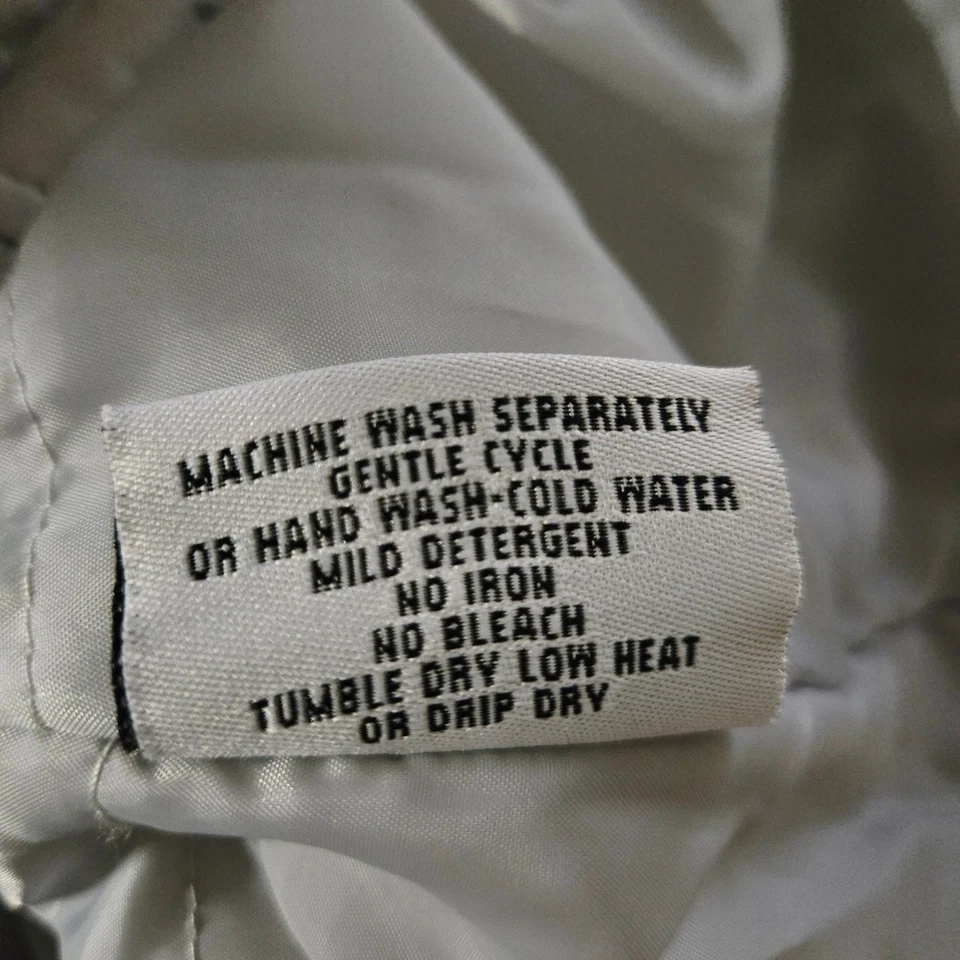 MACHINE WASH SEPARATELY
GENTLE CYCLE
OR HAND WASH-COLD WATER
MILD DETERGENT
NO IRON
NO BLEACH
TUMBLE DRY LOW HEAT
OR DRIP DRY